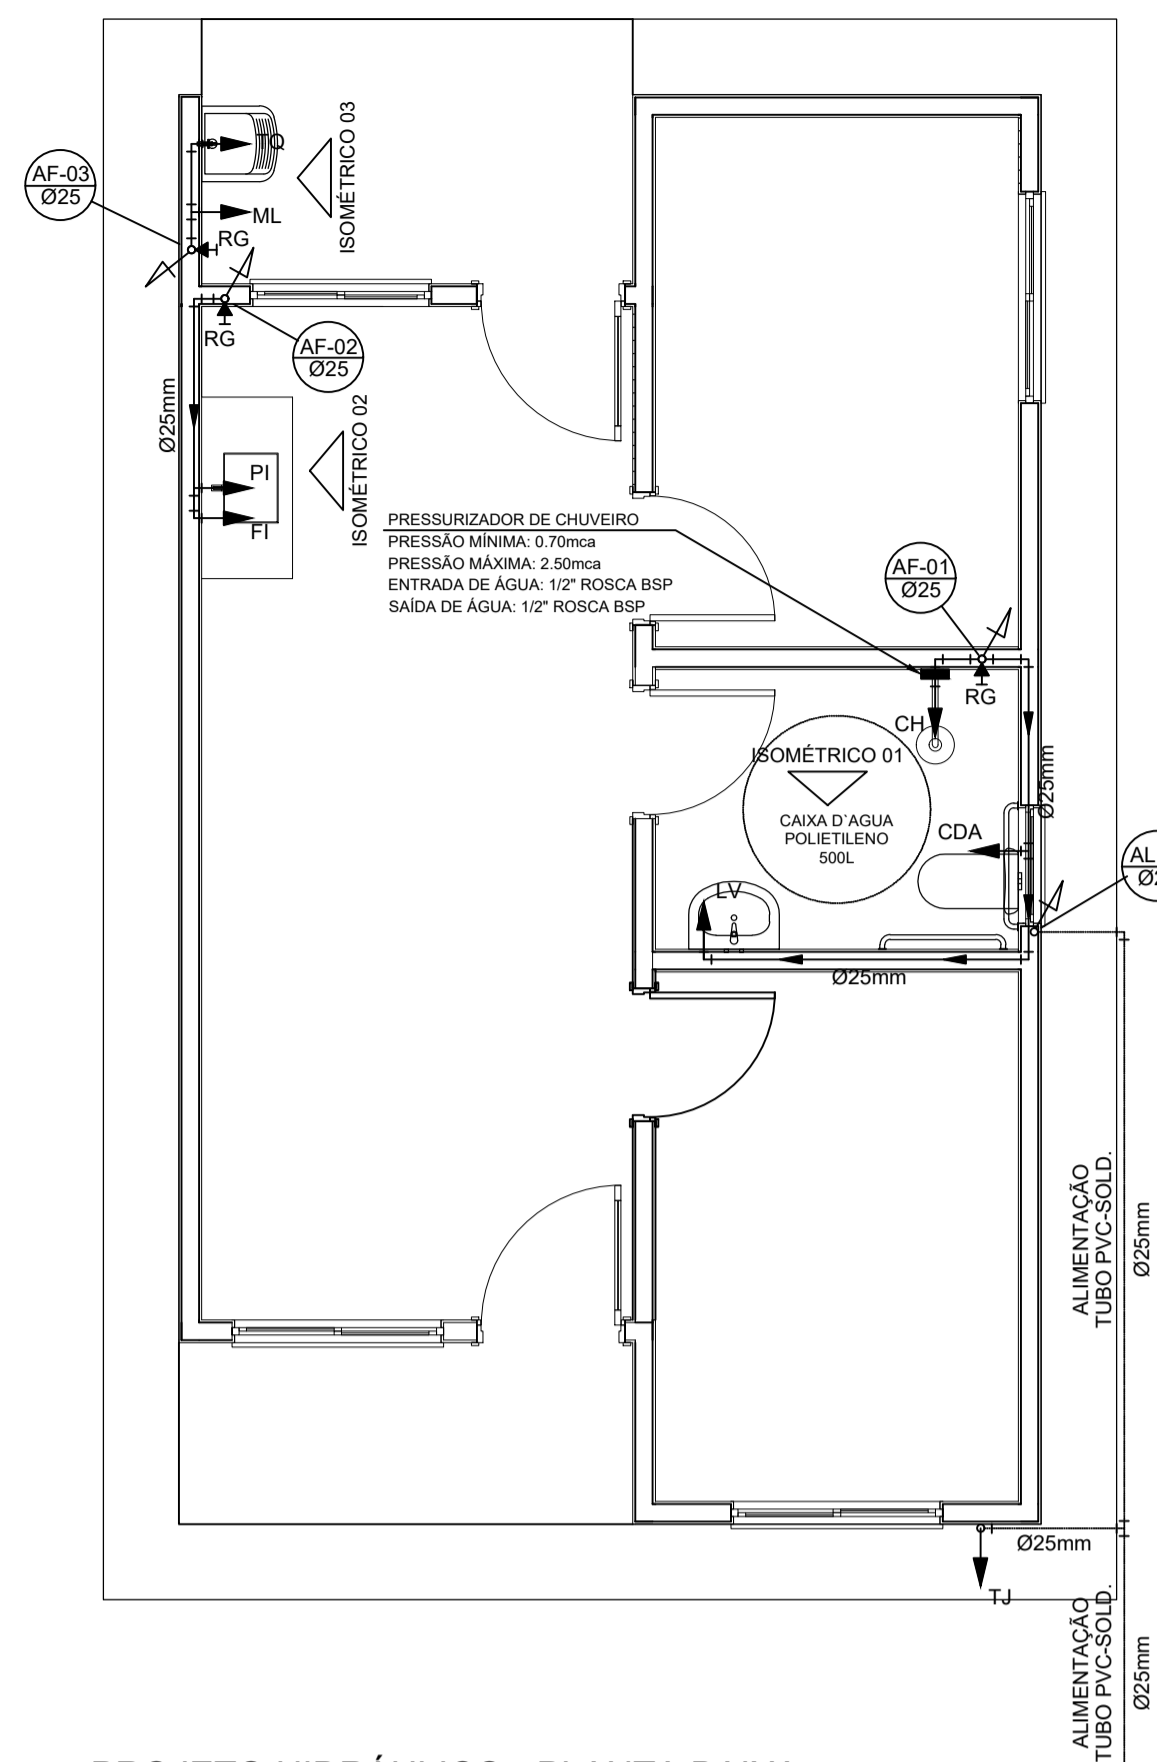 ISOMÉTRICO 03
TQ
AF-03
Ø25
ML
RG
RG
AF-02
Ø25
Ø25mm
ISOMÉTRICO 02
PI
FI
PRESSURIZADOR DE CHUVEIRO
PRESSÃO MÍNIMA: 0.70mca
PRESSÃO MÁXIMA: 2.50mca
ENTRADA DE ÁGUA: 1/2" ROSCA BSP
SAÍDA DE ÁGUA: 1/2" ROSCA BSP
AF-01
Ø25
RG
CH
ISOMÉTRICO 01
CAIXA D`AGUA
POLIETILENO
500L
Ø25mm
CDA
LV
AL
Ø25mm
ALIMENTAÇÃO
TUBO PVC-SOLD.
Ø25mm
Ø25mm
TJ
ALIMENTAÇÃO
TUBO PVC-SOLD.
Ø25mm